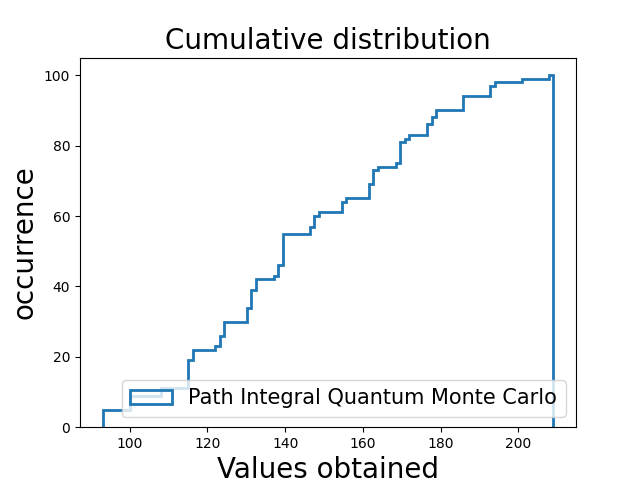 Cumulative distribution
100
80
60
40
20
0
occurrence
Path Integral Quantum Monte Carlo
100 120 140 160 180 200
Values obtained